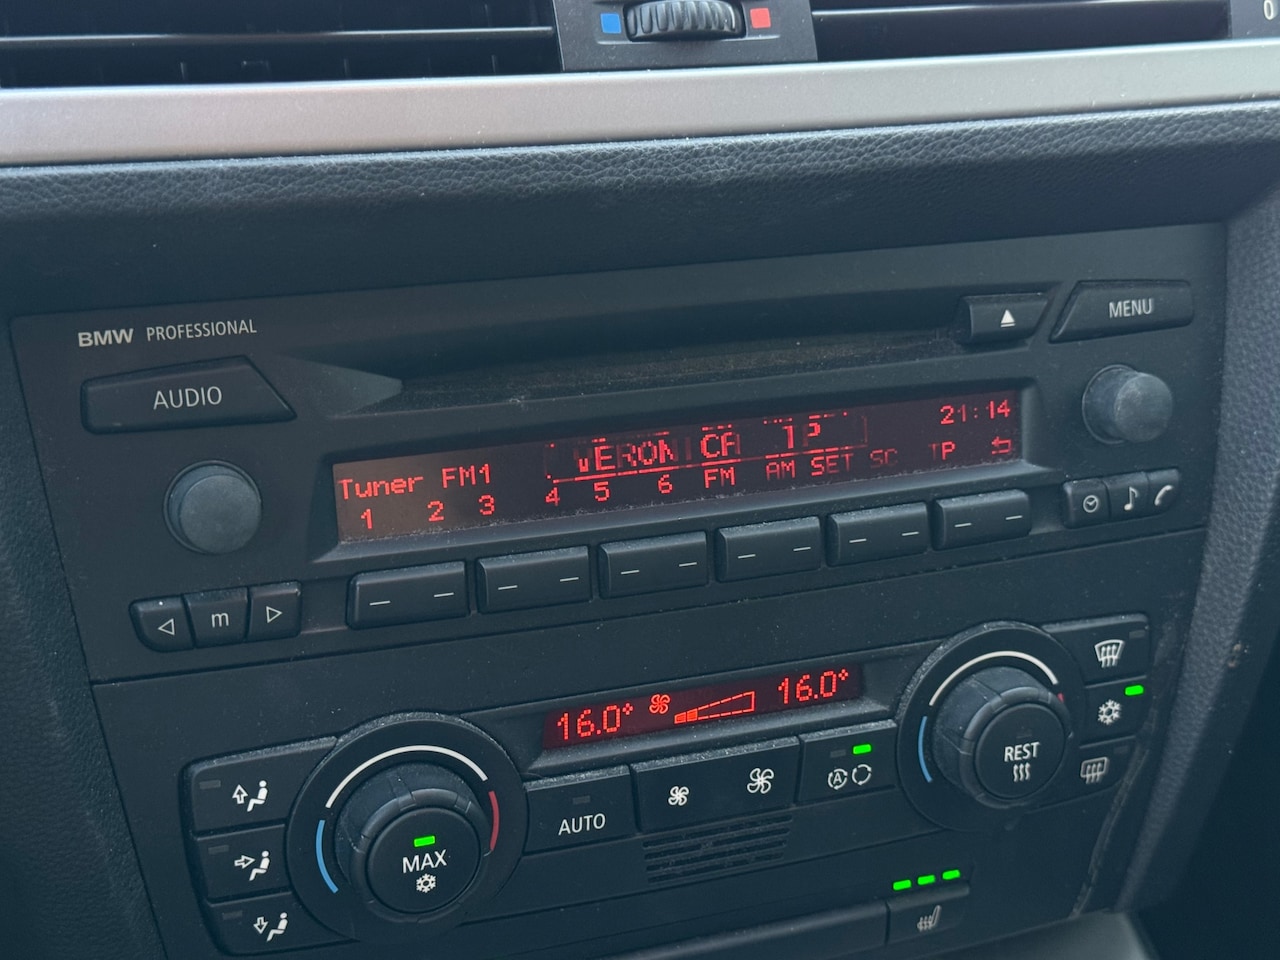 0
BMW PROFESSIONAL
MENU
AUDIO
Tuner FM1
21:14
1 2 3 4 5 6 FM AM SET SC TP
m
16.0° 16.0°
REST
A
AUTO
MAX